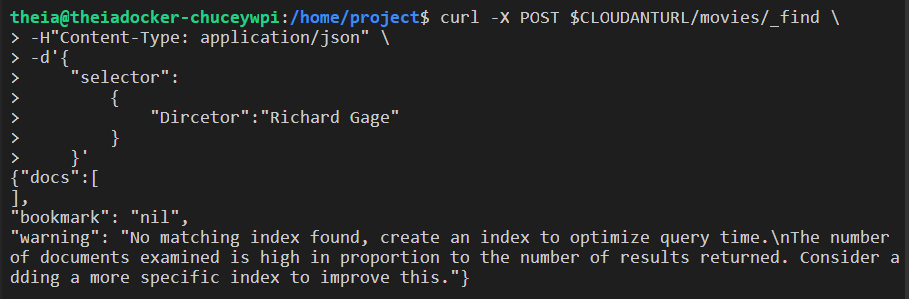 theia@theiadocker-chuceywpi:/home/project$ curl -X POST $CLOUDANTURL/movies/_find \
> -H"Content-Type: application/json" \
> -d'{
>     "selector":
>         {
>             "Dircetor":"Richard Gage"
>         }
>     }'
{"docs":[
],
"bookmark": "nil",
"warning": "No matching index found, create an index to optimize query time.\nThe number
of documents examined is high in proportion to the number of results returned. Consider a
dding a more specific index to improve this."}